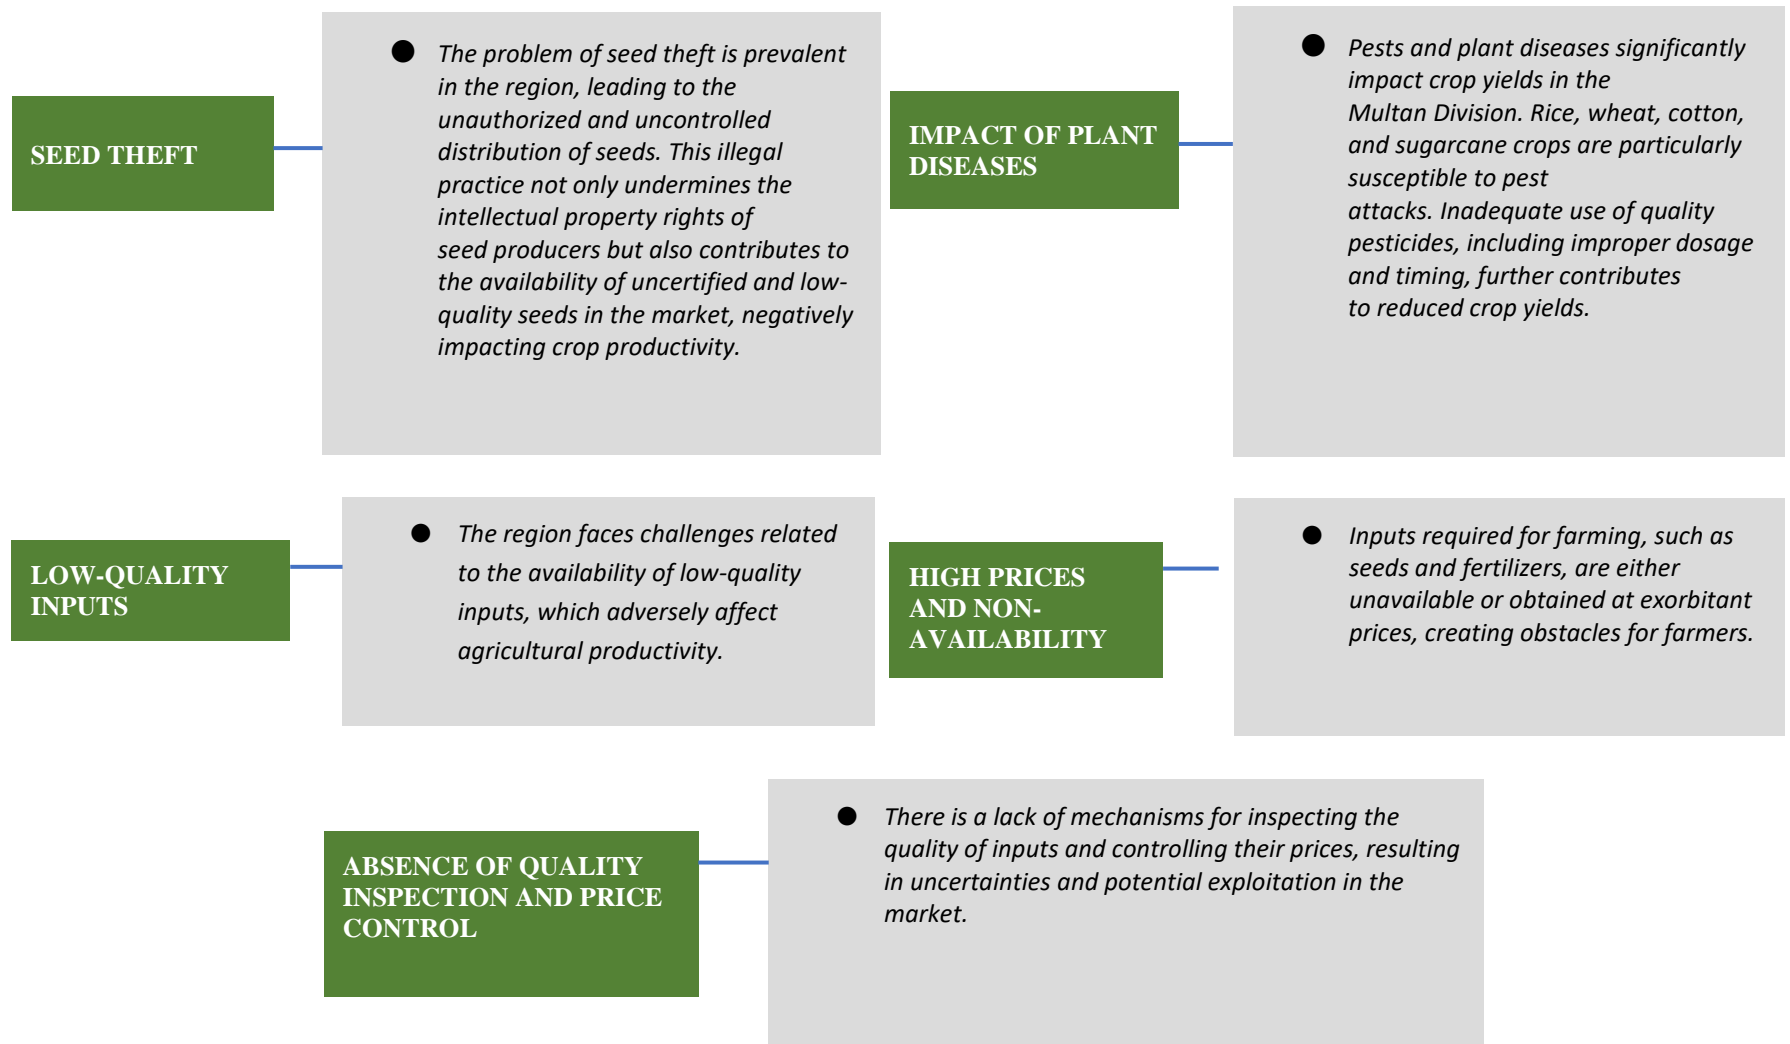 SEED THEFT
● The problem of seed theft is prevalent
in the region, leading to the
unauthorized and uncontrolled
distribution of seeds. This illegal
practice not only undermines the
intellectual property rights of
seed producers but also contributes to
the availability of uncertified and low-
quality seeds in the market, negatively
impacting crop productivity.
IMPACT OF PLANT
DISEASES
● Pests and plant diseases significantly
impact crop yields in the
Multan Division. Rice, wheat, cotton,
and sugarcane crops are particularly
susceptible to pest
attacks. Inadequate use of quality
pesticides, including improper dosage
and timing, further contributes
to reduced crop yields.
LOW-QUALITY
INPUTS
● The region faces challenges related
to the availability of low-quality
inputs, which adversely affect
agricultural productivity.
HIGH PRICES
AND NON-
AVAILABILITY
● Inputs required for farming, such as
seeds and fertilizers, are either
unavailable or obtained at exorbitant
prices, creating obstacles for farmers.
ABSENCE OF QUALITY
INSPECTION AND PRICE
CONTROL
● There is a lack of mechanisms for inspecting the
quality of inputs and controlling their prices, resulting
in uncertainties and potential exploitation in the
market.